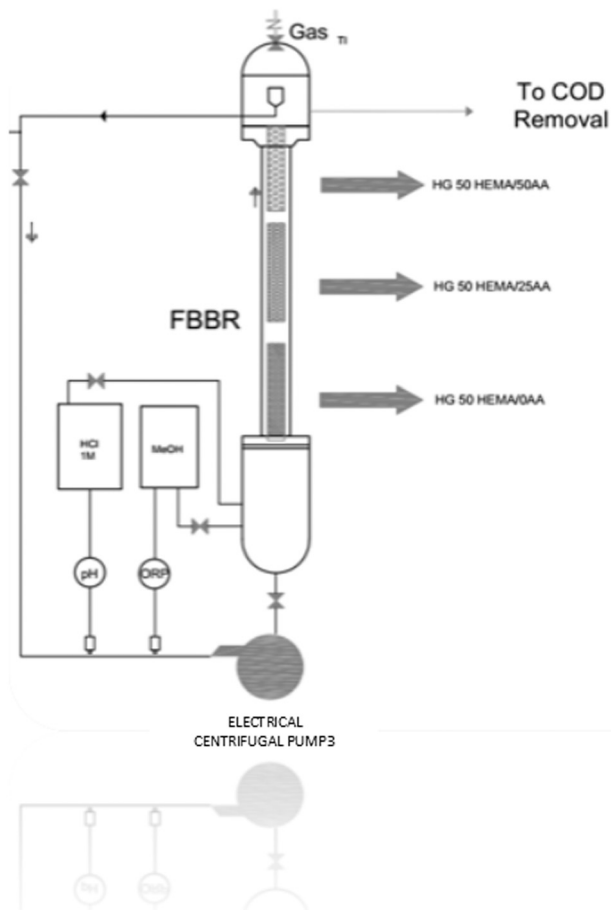 Gas TI
To COD
Removal
HG 50 HEMA/50AA
HG 50 HEMA/25AA
FBBR
HG 50 HEMA/0AA
HCl
1M
MeOH
pH
ORP
ELECTRICAL
CENTRIFUGAL PUMP3